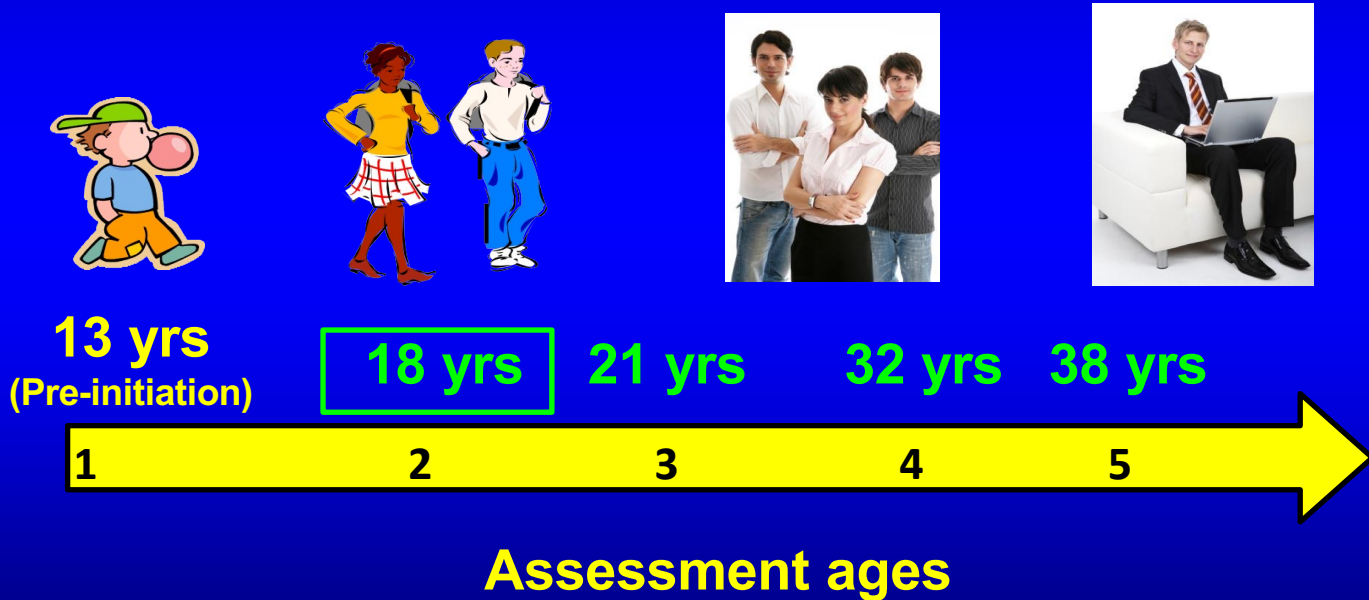 13 yrs
(Pre-initiation)
18 yrs
21 yrs
32 yrs
38 yrs
1
2
3
4
5
Assessment ages